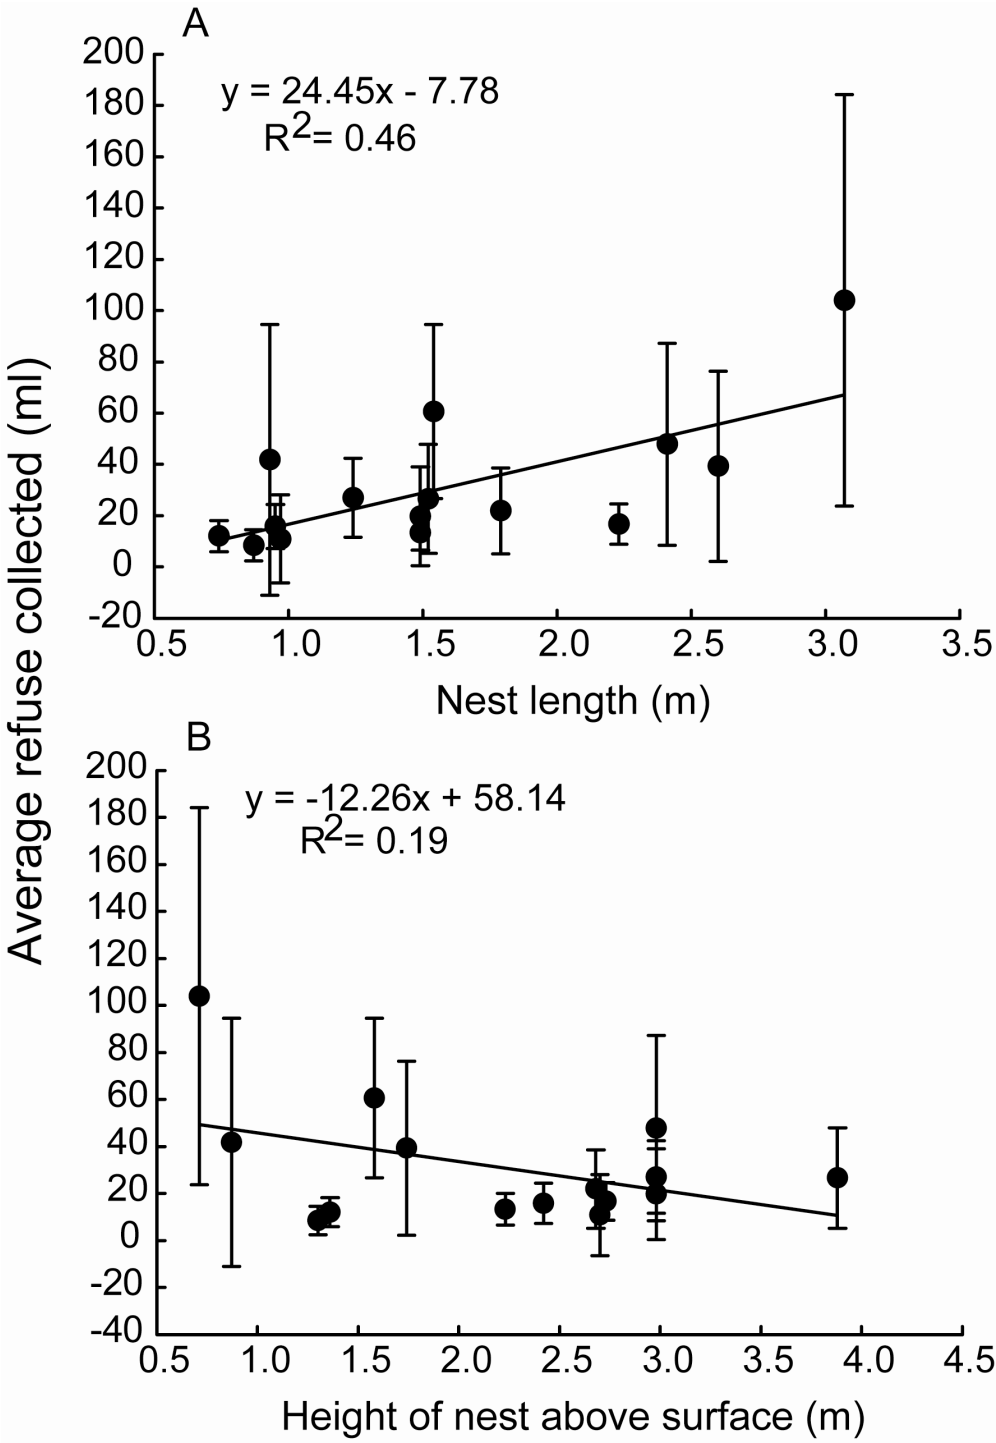 A
y = 24.45x - 7.78
R2= 0.46
200
180
160
140
120
100
80
60
40
20
0
-20
0.5 1.0 1.5 2.0 2.5 3.0 3.5
Nest length (m)
Average refuse collected (ml)
B
y = -12.26x + 58.14
R2= 0.19
200
180
160
140
120
100
80
60
40
20
0
-20
-40
0.5 1.0 1.5 2.0 2.5 3.0 3.5 4.0 4.5
Height of nest above surface (m)